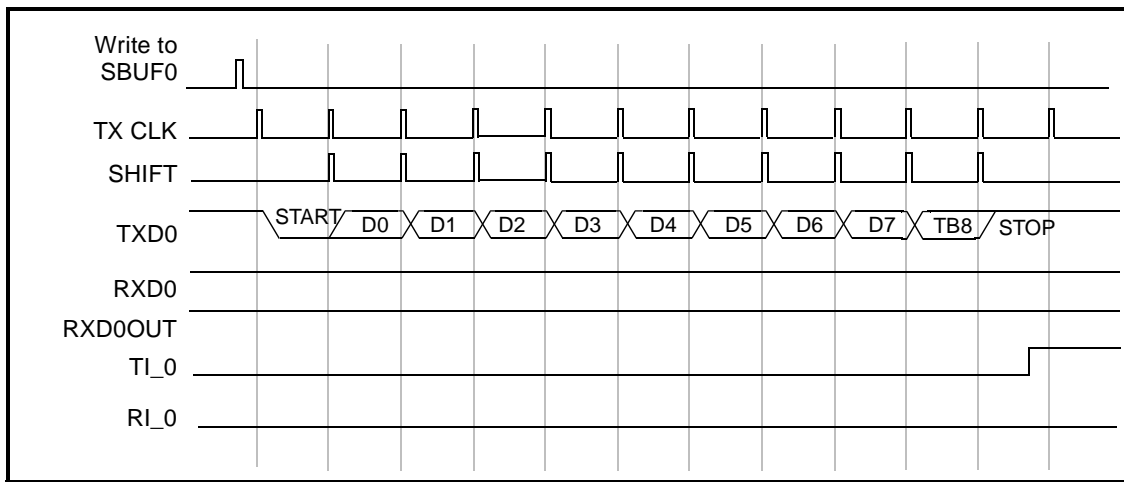 Write to
SBUF0
TX CLK
SHIFT
TXD0
START D0 D1 D2 D3 D4 D5 D6 D7 TB8 STOP
RXD0
RXD0OUT
TI_0
RI_0